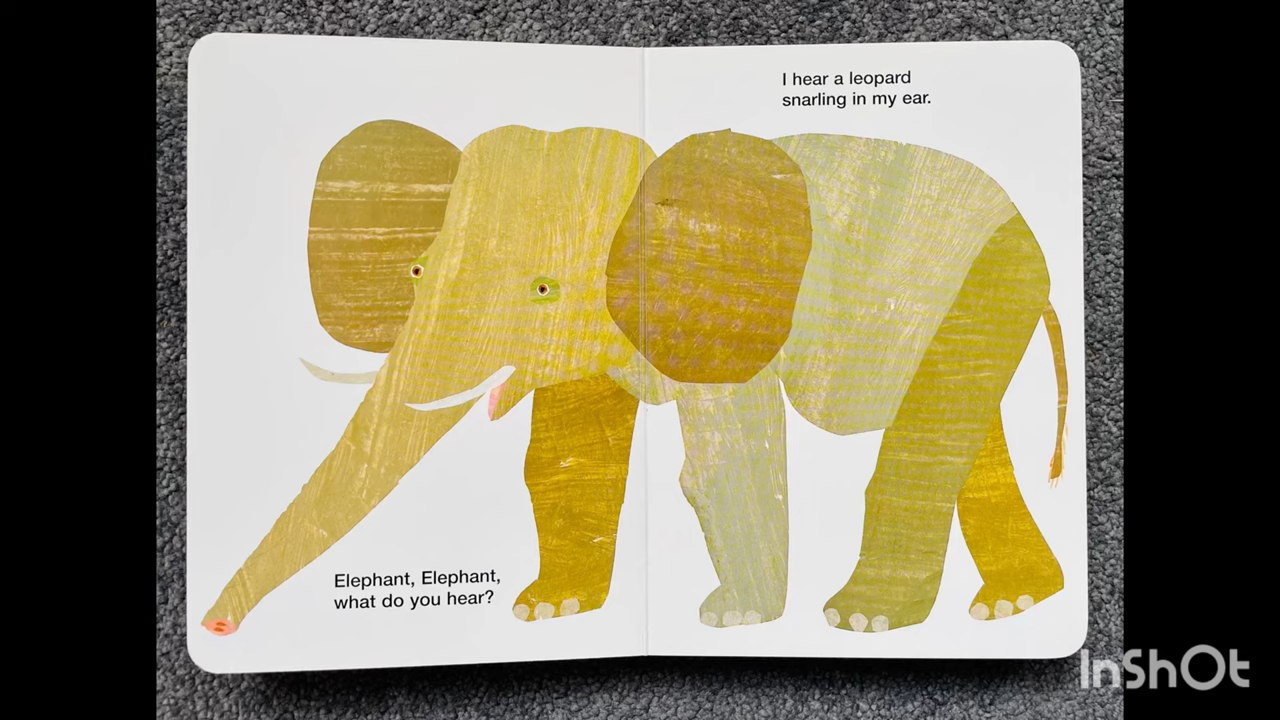 Elephant, Elephant,
what do you hear?
I hear a leopard
snarling in my ear.
InShOt